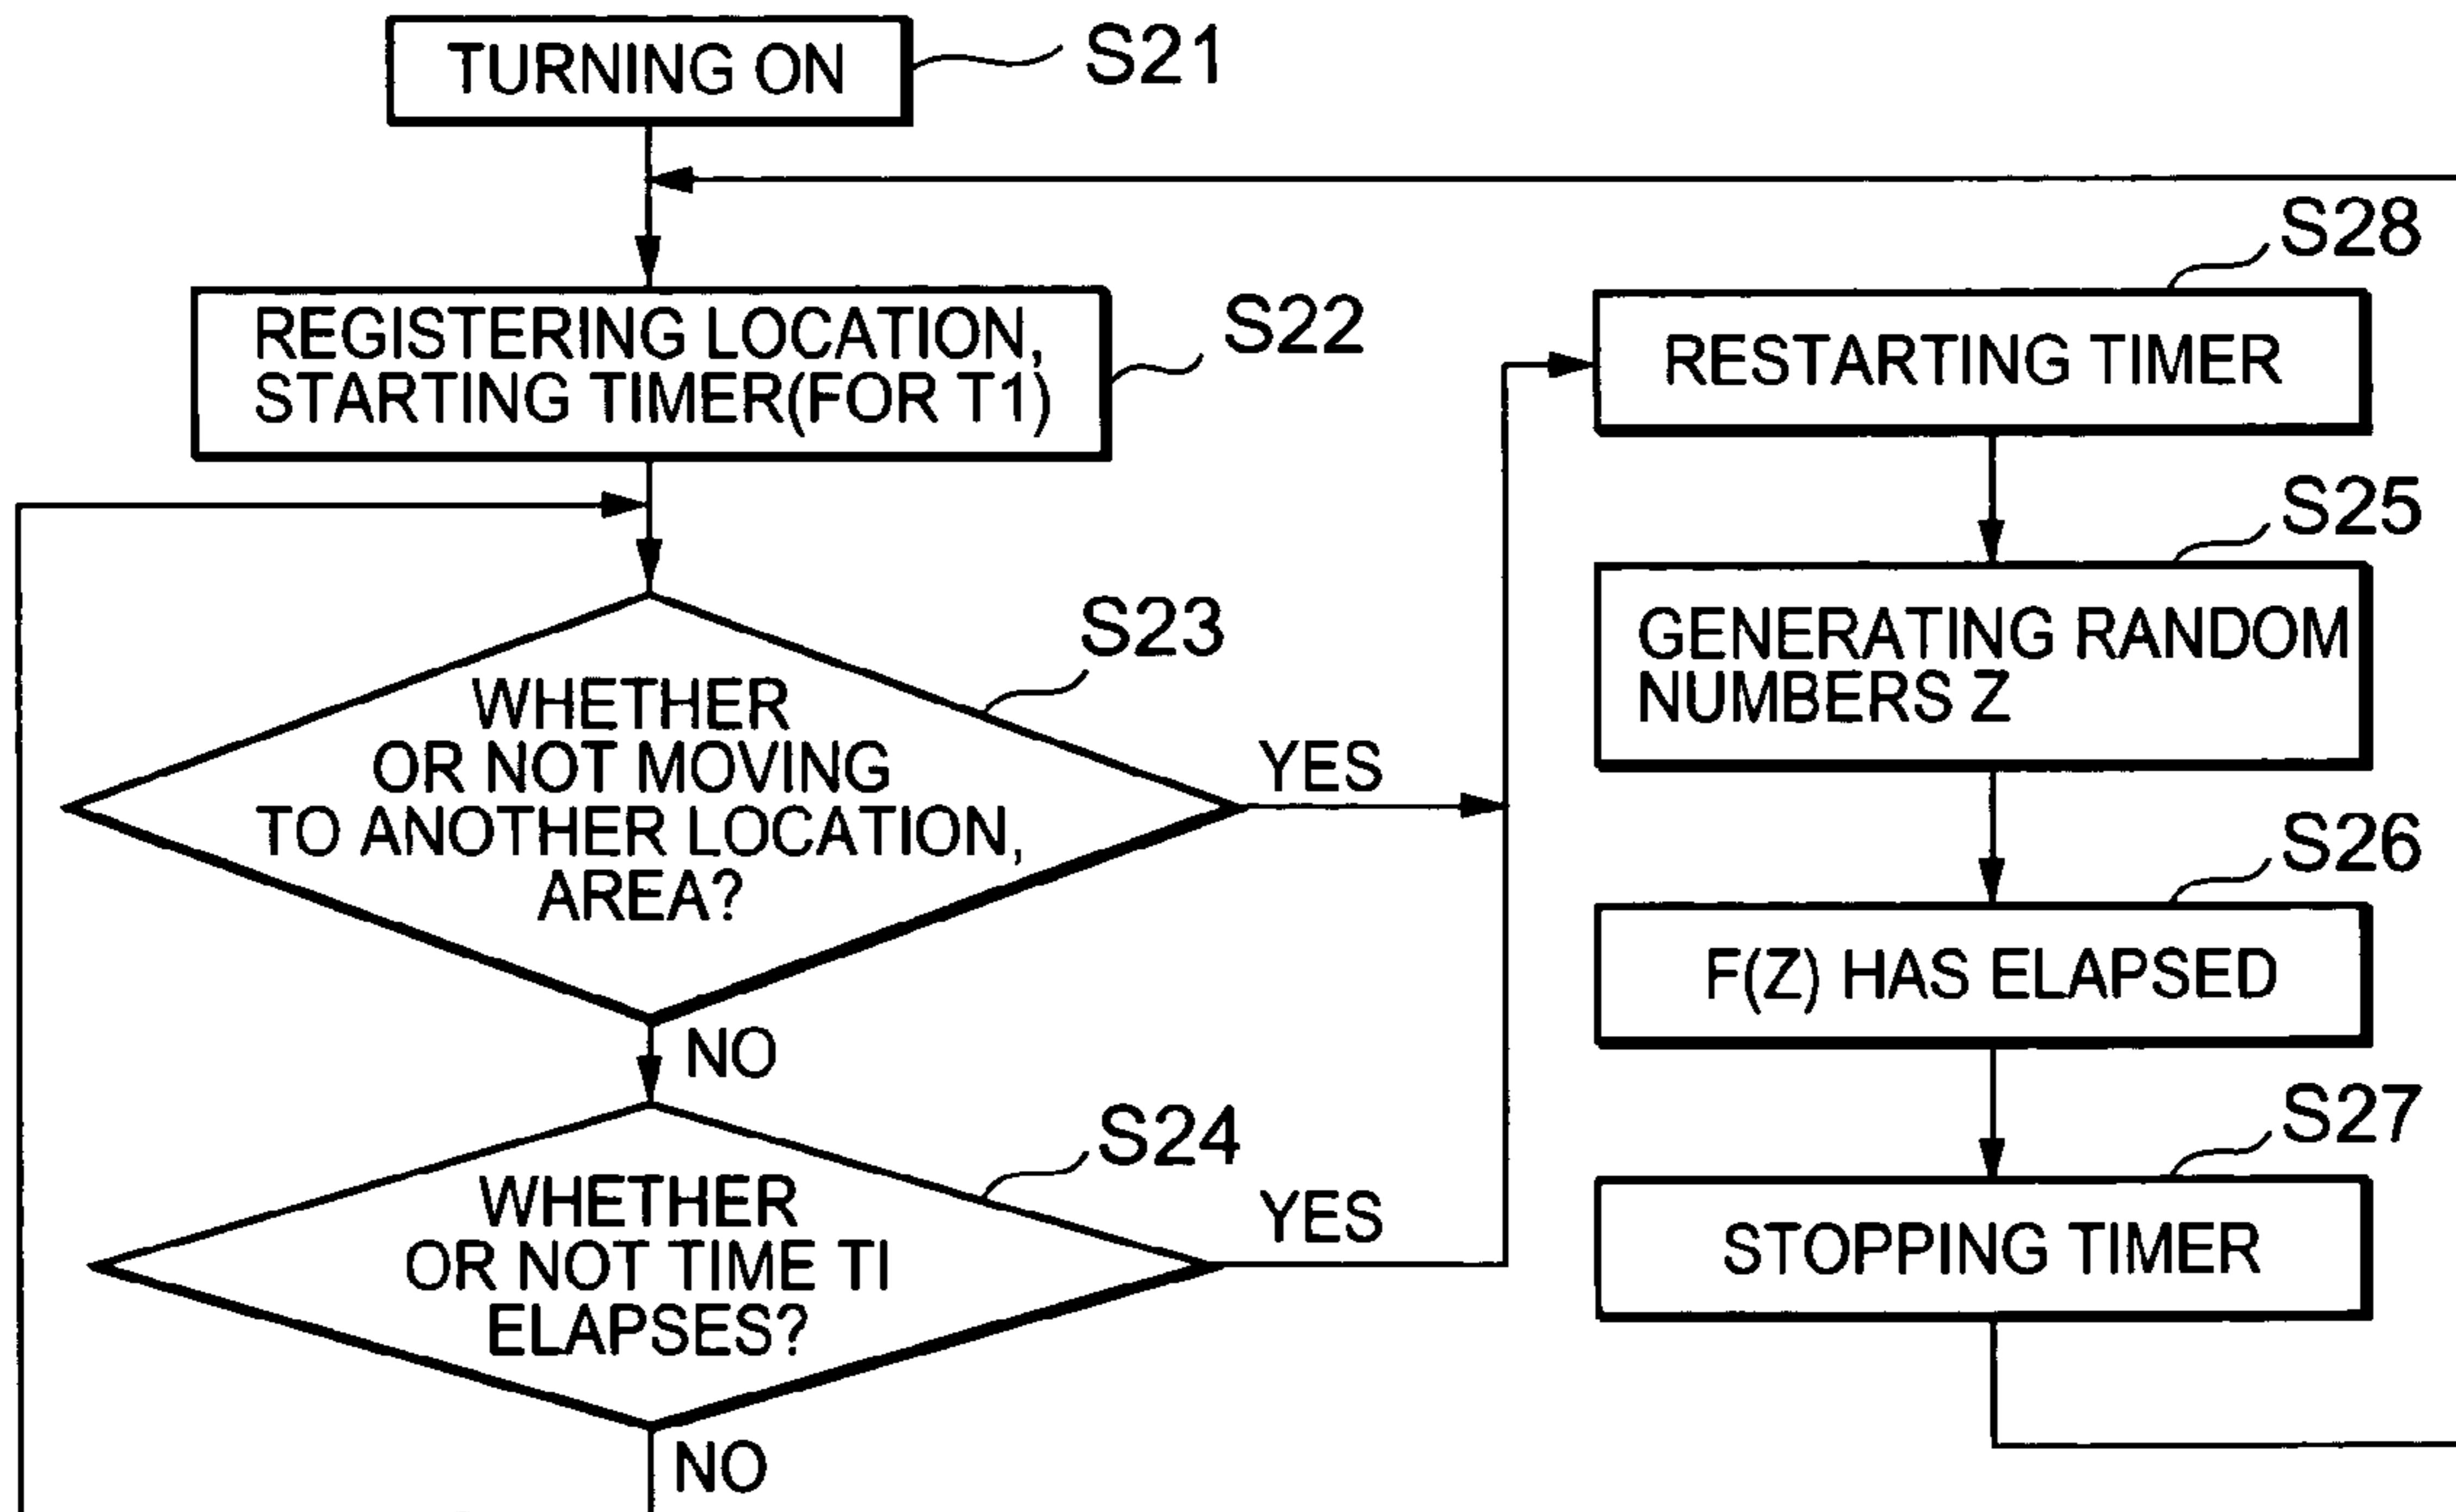 TURNING ON
S21
REGISTERING LOCATION,
STARTING TIMER(FOR T1)
S22
WHETHER
OR NOT MOVING
TO ANOTHER LOCATION,
AREA?
S23
YES
NO
WHETHER
OR NOT TIME TI
ELAPSES?
S24
YES
NO
RESTARTING TIMER
S28
GENERATING RANDOM
NUMBERS Z
S25
F(Z) HAS ELAPSED
S26
STOPPING TIMER
S27